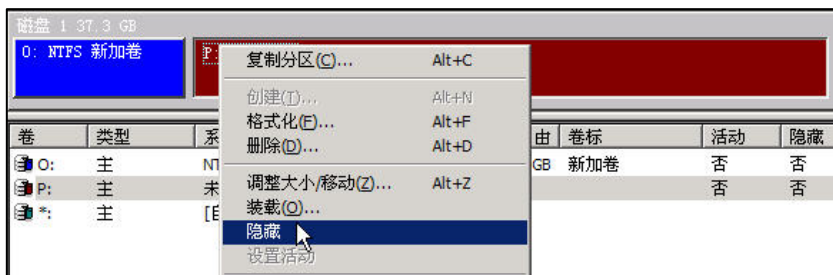 磁盘 1 37.3 GB
O: NTFS 新加卷
P:
复制分区(C)... Alt+C
创建(T)... Alt+N
格式化(F)... Alt+F
删除(D)... Alt+D
调整大小/移动(Z)... Alt+Z
装载(O)...
隐藏
设置活动
卷 类型 系 由 卷标 活动 隐藏
O: 主 NT GB 新加卷 否 否
P: 主 未 否 否
*: 主